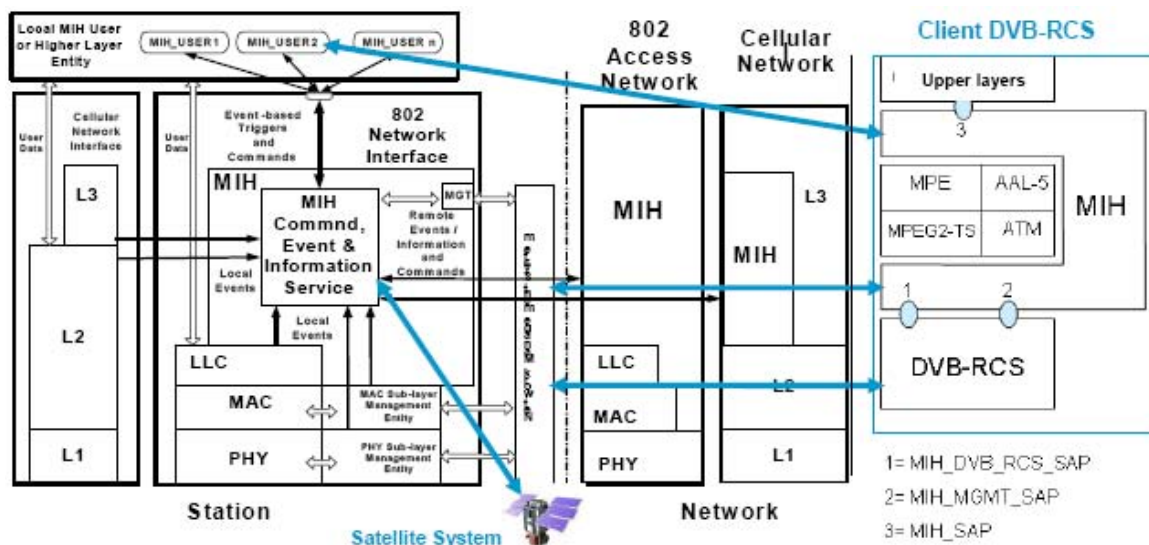 Looal MIH User
or Higher Layer
Entity
MIH_USER1
MIH_USER2
MIH_USER n
802
Access
Network
Cellular
Network
Client DVB-RCS
Upper layers
3
MPE
AAL-5
MPEG2-TS
ATM
MIH
1
2
DVB-RCS
1= MIH_DVB_RCS_SAP
2= MIH_MGMT_SAP
3= MIH_SAP
User
Data
Cellular
Network
Interface
L3
L2
L1
User
Data
Event-based
Triggers
and
Commands
802
Network
Interface
MIH
MGT
MIH
Commnd,
Event &
Information
Service
Remote
Events /
Information
and
Commands
Local
Events
Local
Events
LLC
MAC
PHY
MAC Sub-layer
Management
Entity
PHY Sub-layer
Management
Entity
MIH
LLC
MAC
PHY
L3
MIH
L2
L1
Station
Satellite System
Network